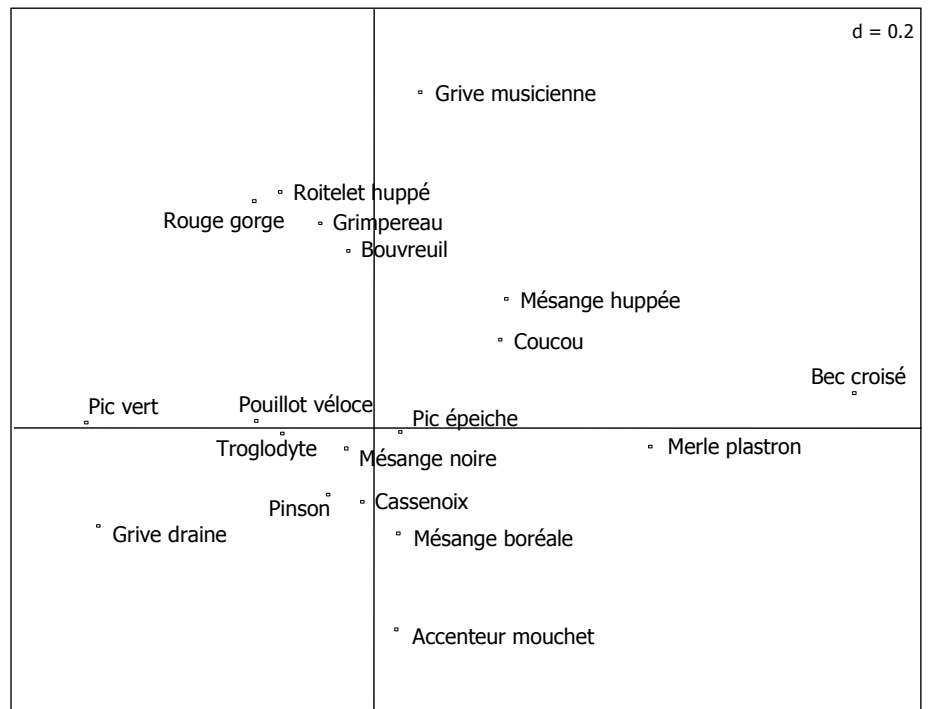 d = 0.2
Grive musicienne
Roitelet huppé
Rouge gorge
Grimpereau
Bouvreuil
Mésange huppée
Coucou
Bec croisé
Pic vert
Pouillot véloce
Pic épeiche
Troglodyte
Mésange noire
Merle plastron
Pinson
Cassenoix
Grive draine
Mésange boréale
Accenteur mouchet